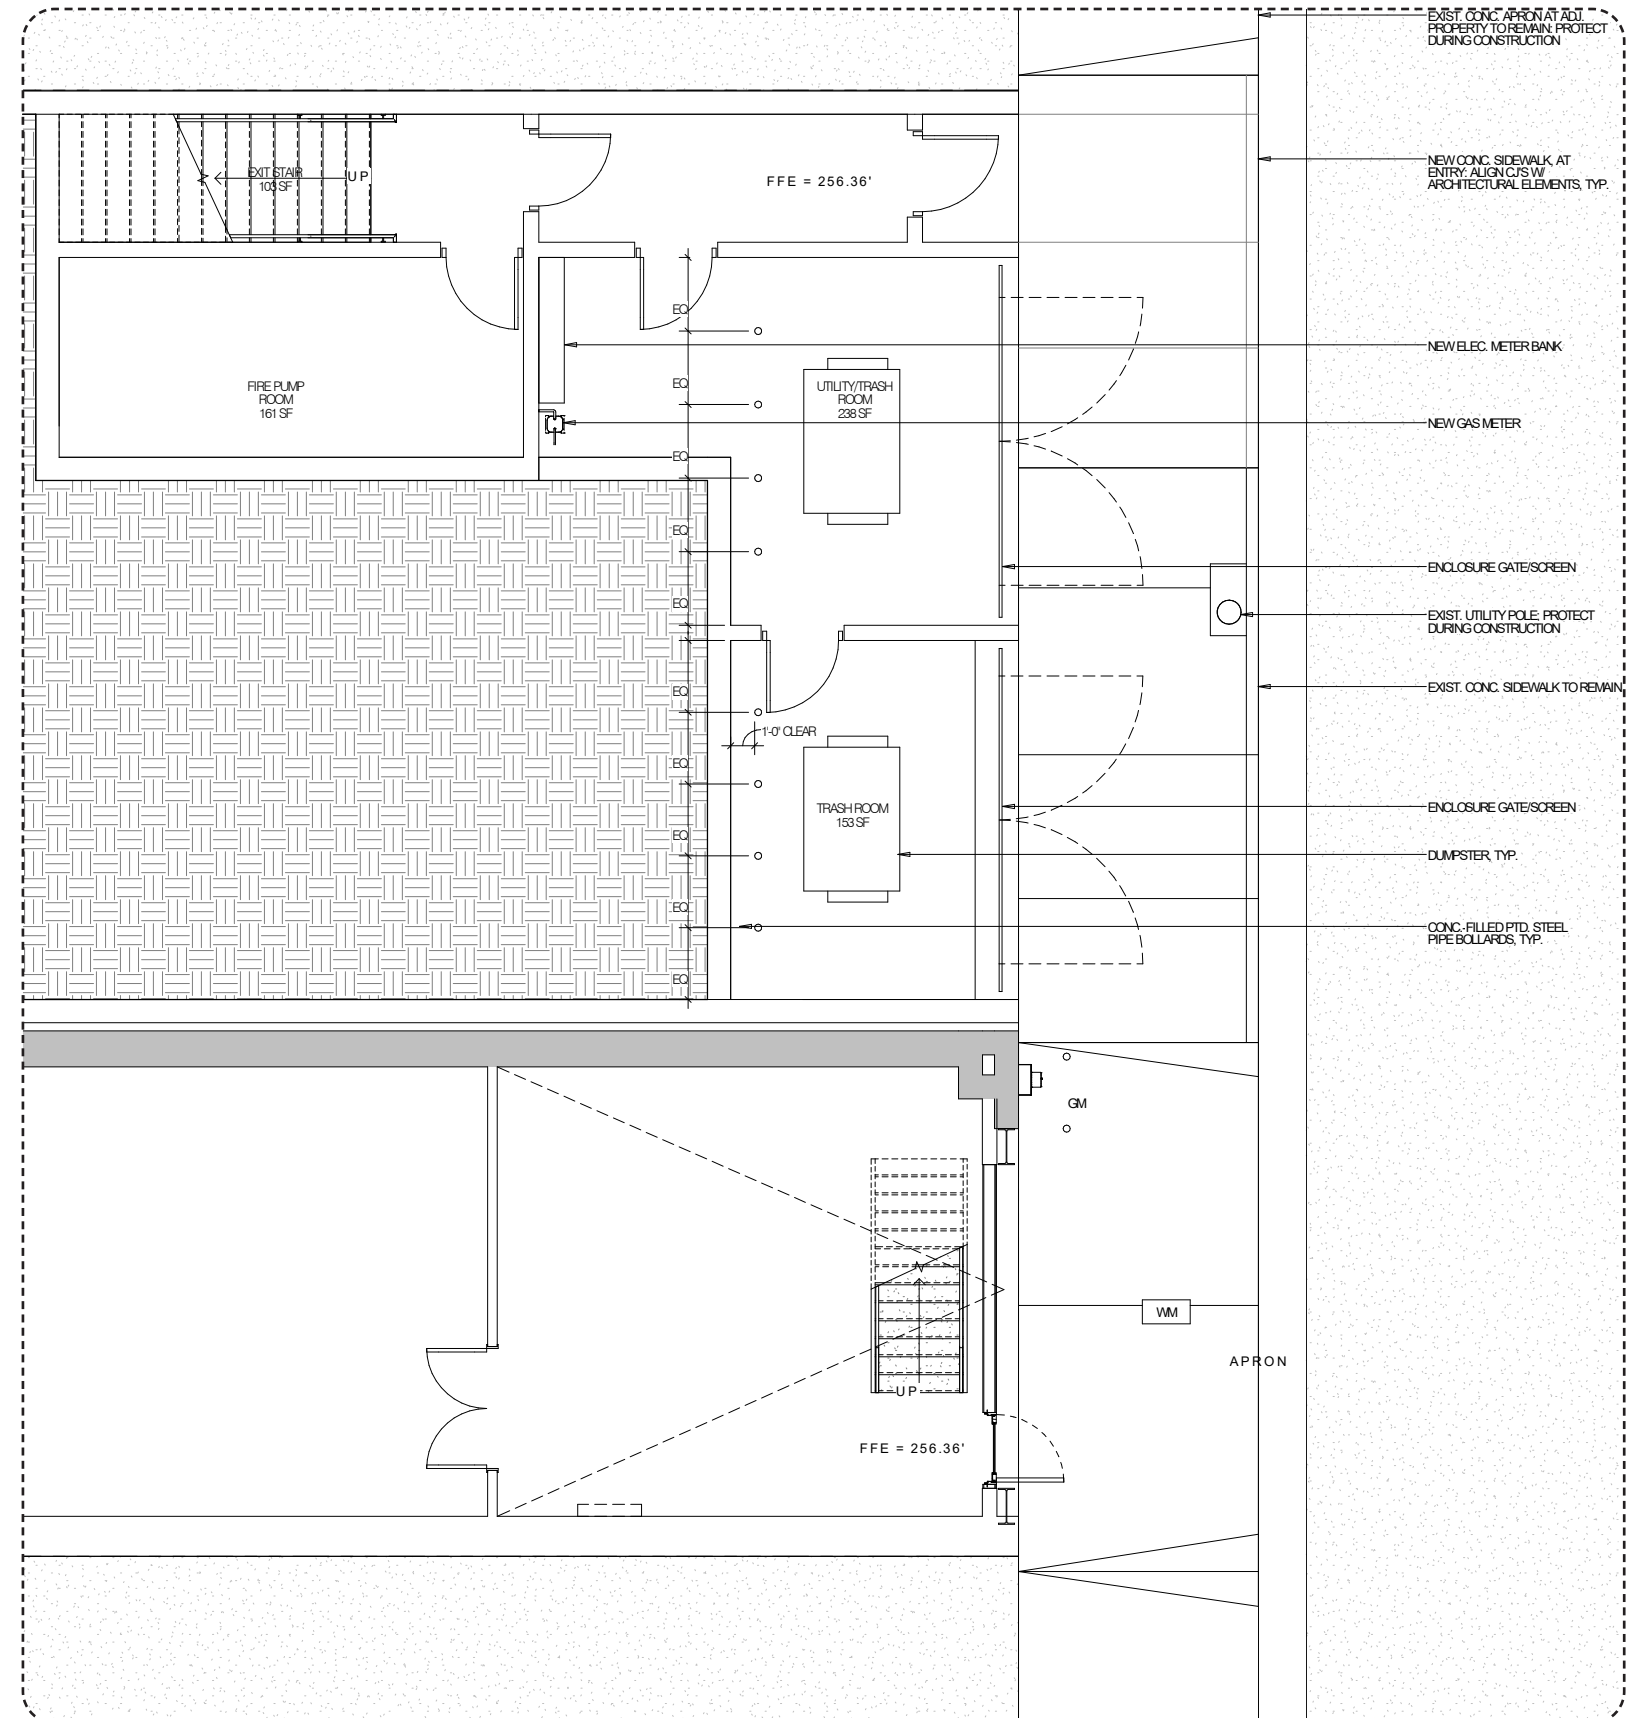 EXIST. CONC. APRON AT ADJ.
PROPERTY TO REMAIN: PROTECT
DURING CONSTRUCTION
NEW CONC. SIDEWALK, AT
ENTRY: ALIGN CJ'S W/
ARCHITECTURAL ELEMENTS, TYP.
EXIT STAIR
103 SF
UP
FFE = 256.36'
EQ
NEW ELEC. METER BANK
FIRE PUMP
ROOM
161 SF
EQ
UTILITY/TRASH
ROOM
238 SF
NEW GAS METER
EQ
EQ
ENCLOSURE GATE/SCREEN
EQ
EXIST. UTILITY POLE; PROTECT
DURING CONSTRUCTION
EQ
EXIST. CONC. SIDEWALK TO REMAIN
1'-0" CLEAR
EQ
TRASH ROOM
153 SF
ENCLOSURE GATE/SCREEN
EQ
DUMPSTER, TYP.
EQ
CONC.-FILLED PTD. STEEL
PIPE BOLLARDS, TYP.
EQ
GM
WM
APRON
UP
FFE = 256.36'